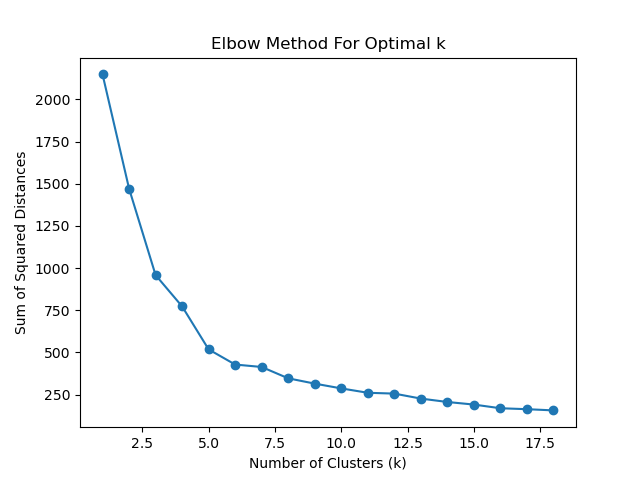 Elbow Method For Optimal k
Sum of Squared Distances
2000
1750
1500
1250
1000
750
500
250
2.5 5.0 7.5 10.0 12.5 15.0 17.5
Number of Clusters (k)